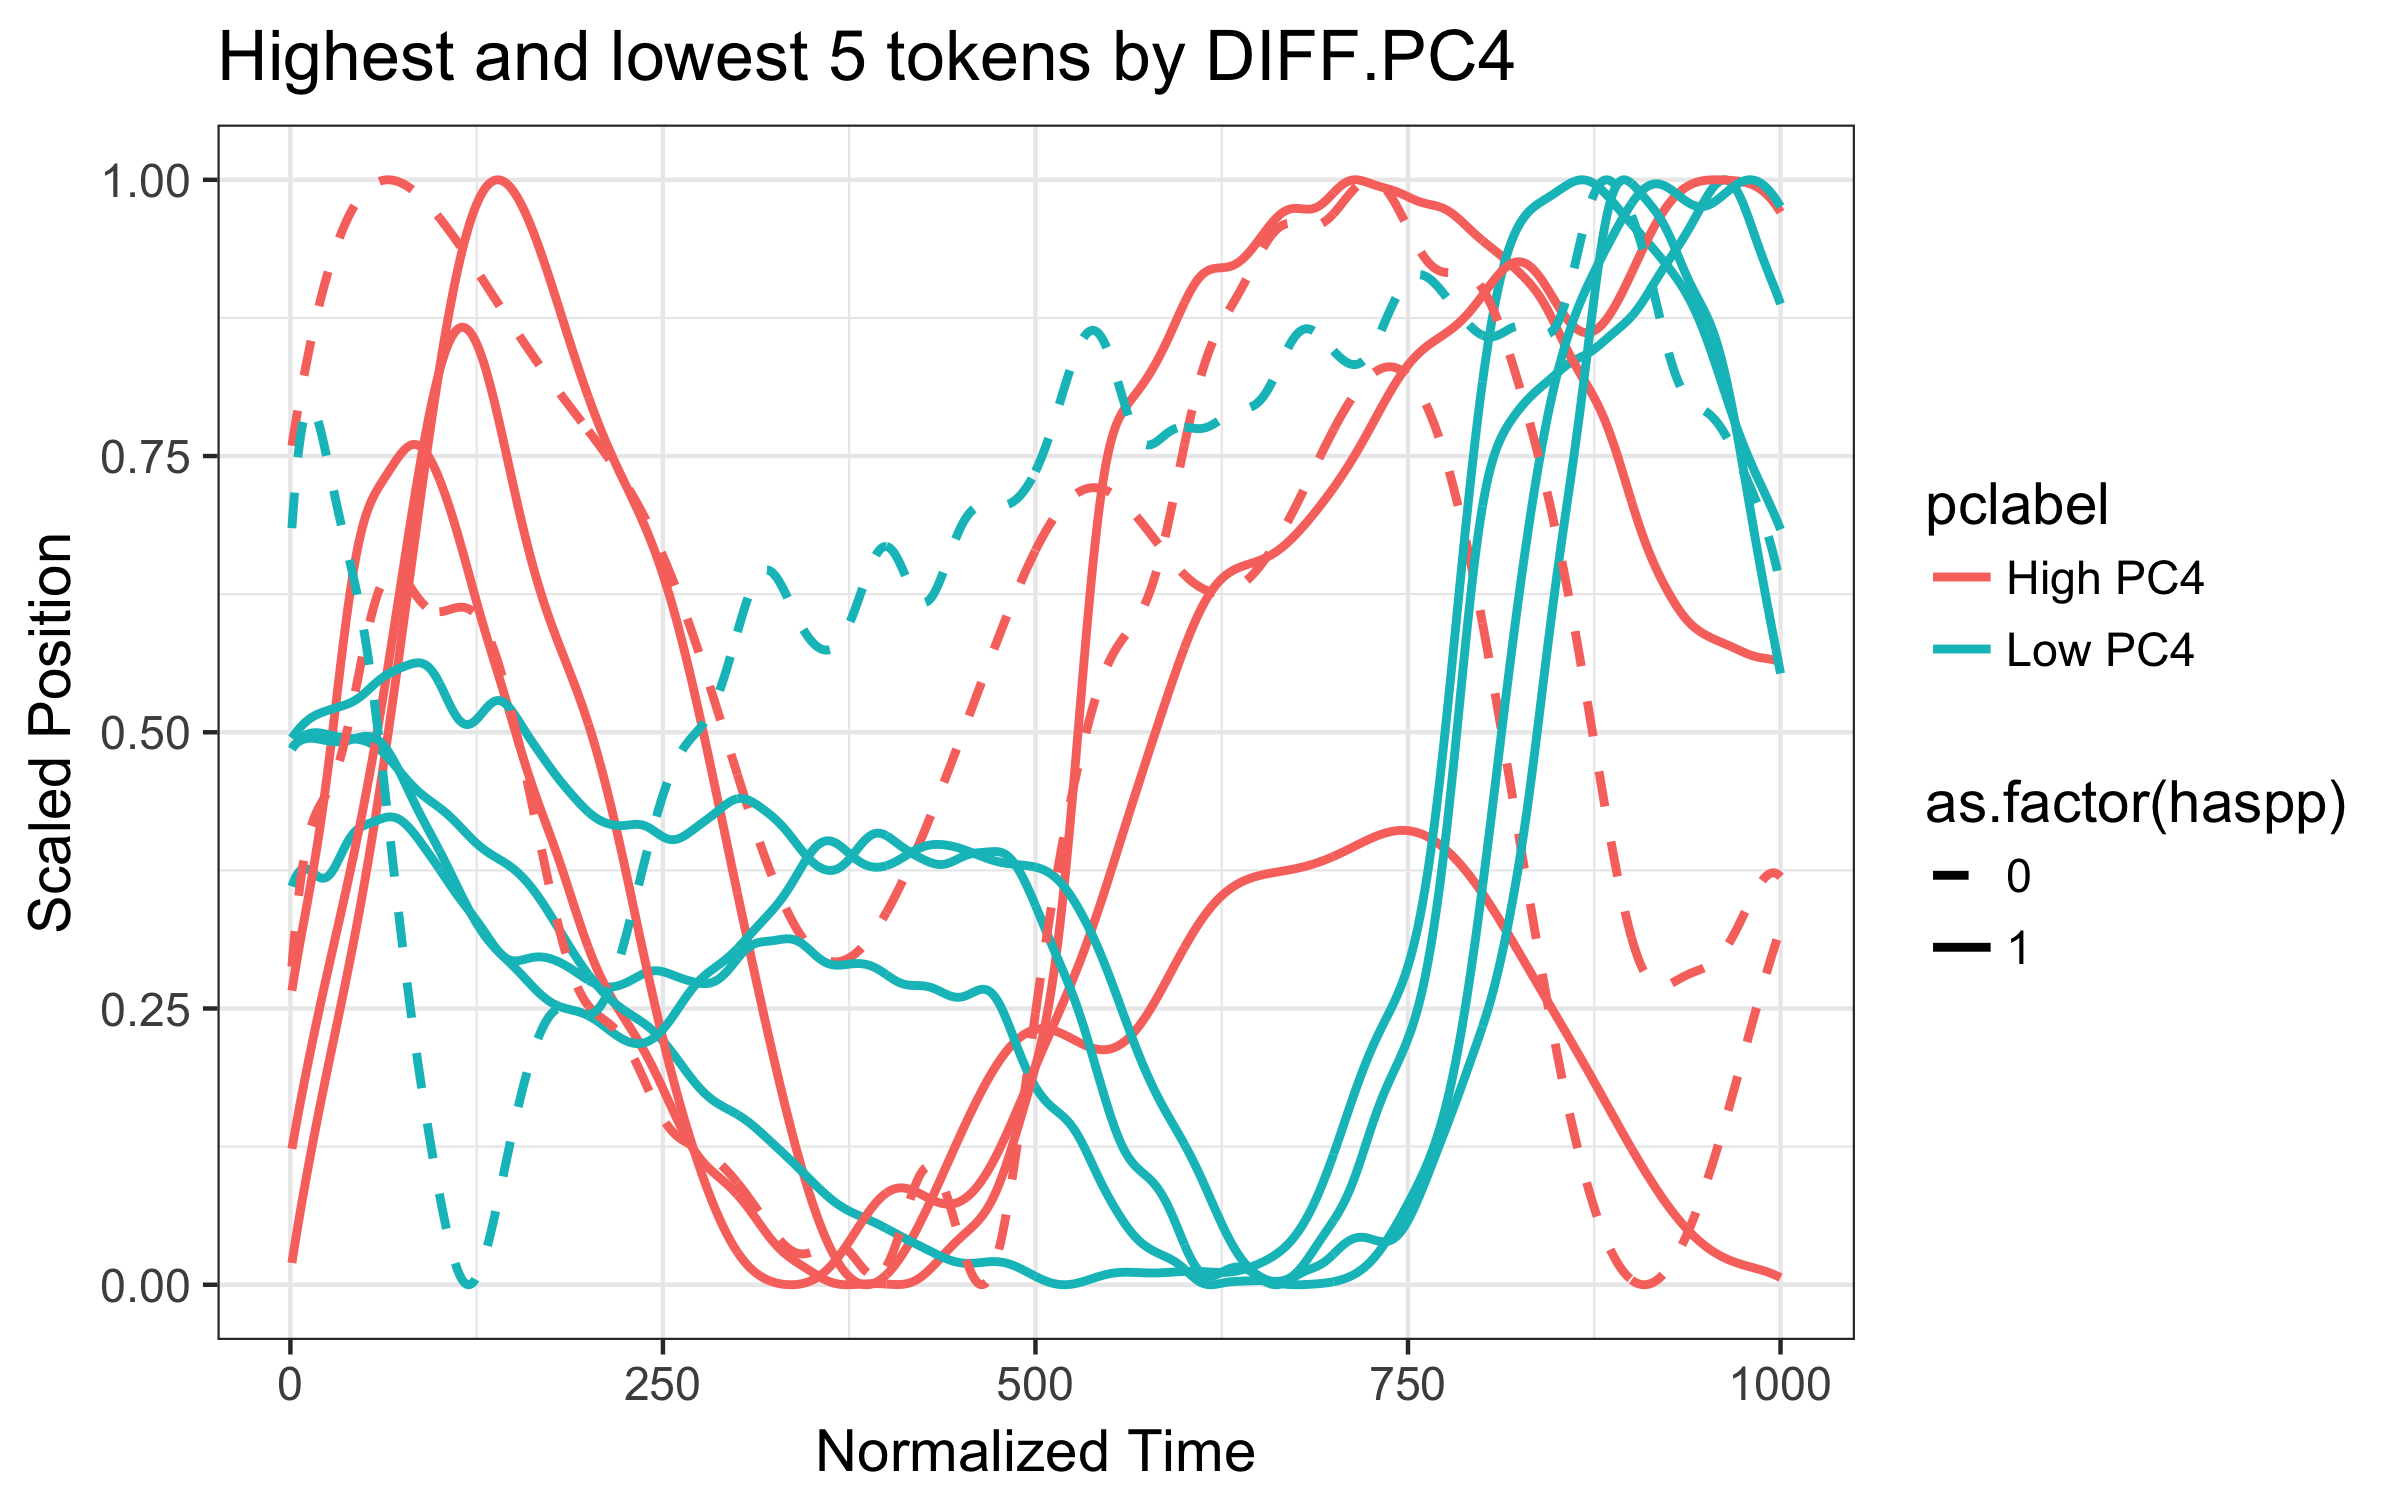 Highest and lowest 5 tokens by DIFF.PC4
1.00
0.75
0.50
0.25
0.00
Scaled Position
0 250 500 750 1000
Normalized Time
pclabel
High PC4
Low PC4
as.factor(haspp)
0
1